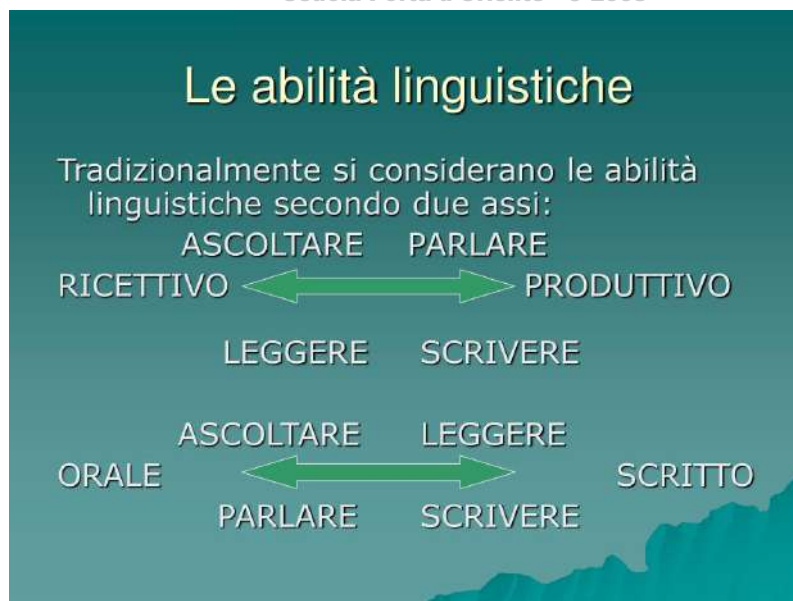 Le abilità linguistiche
Tradizionalmente si considerano le abilità
linguistiche secondo due assi:
ASCOLTARE PARLARE
RICETTIVO PRODUTTIVO
LEGGERE SCRIVERE
ASCOLTARE LEGGERE
ORALE SCRITTO
PARLARE SCRIVERE